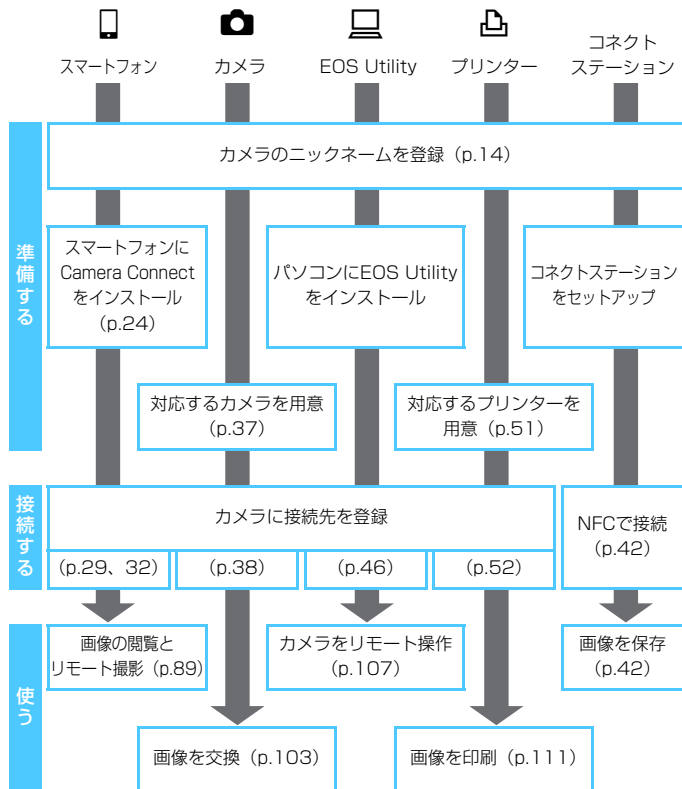 スマートフォン
カメラ
EOS Utility
プリンター
コネクト
ステーション
準備する
カメラのニックネームを登録（p.14）
スマートフォンに
Camera Connect
をインストール
（p.24）
パソコンにEOS Utility
をインストール
コネクトステーション
をセットアップ
対応するカメラを用意
（p.37）
対応するプリンターを
用意（p.51）
接続する
カメラに接続先を登録
（p.29、32）
（p.38）
（p.46）
（p.52）
NFCで接続
（p.42）
使う
画像の閲覧と
リモート撮影（p.89）
カメラをリモート操作
（p.107）
画像を保存
（p.42）
画像を交換（p.103）
画像を印刷（p.111）